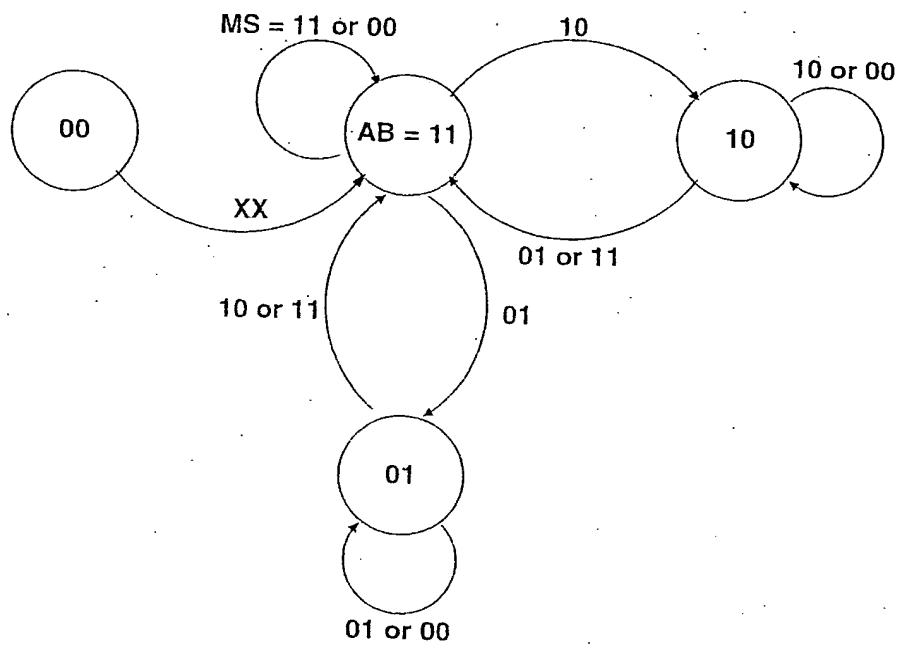 MS = 11 or 00
10
10 or 00
00
AB = 11
10
XX
01 or 11
10 or 11
01
01
01 or 00